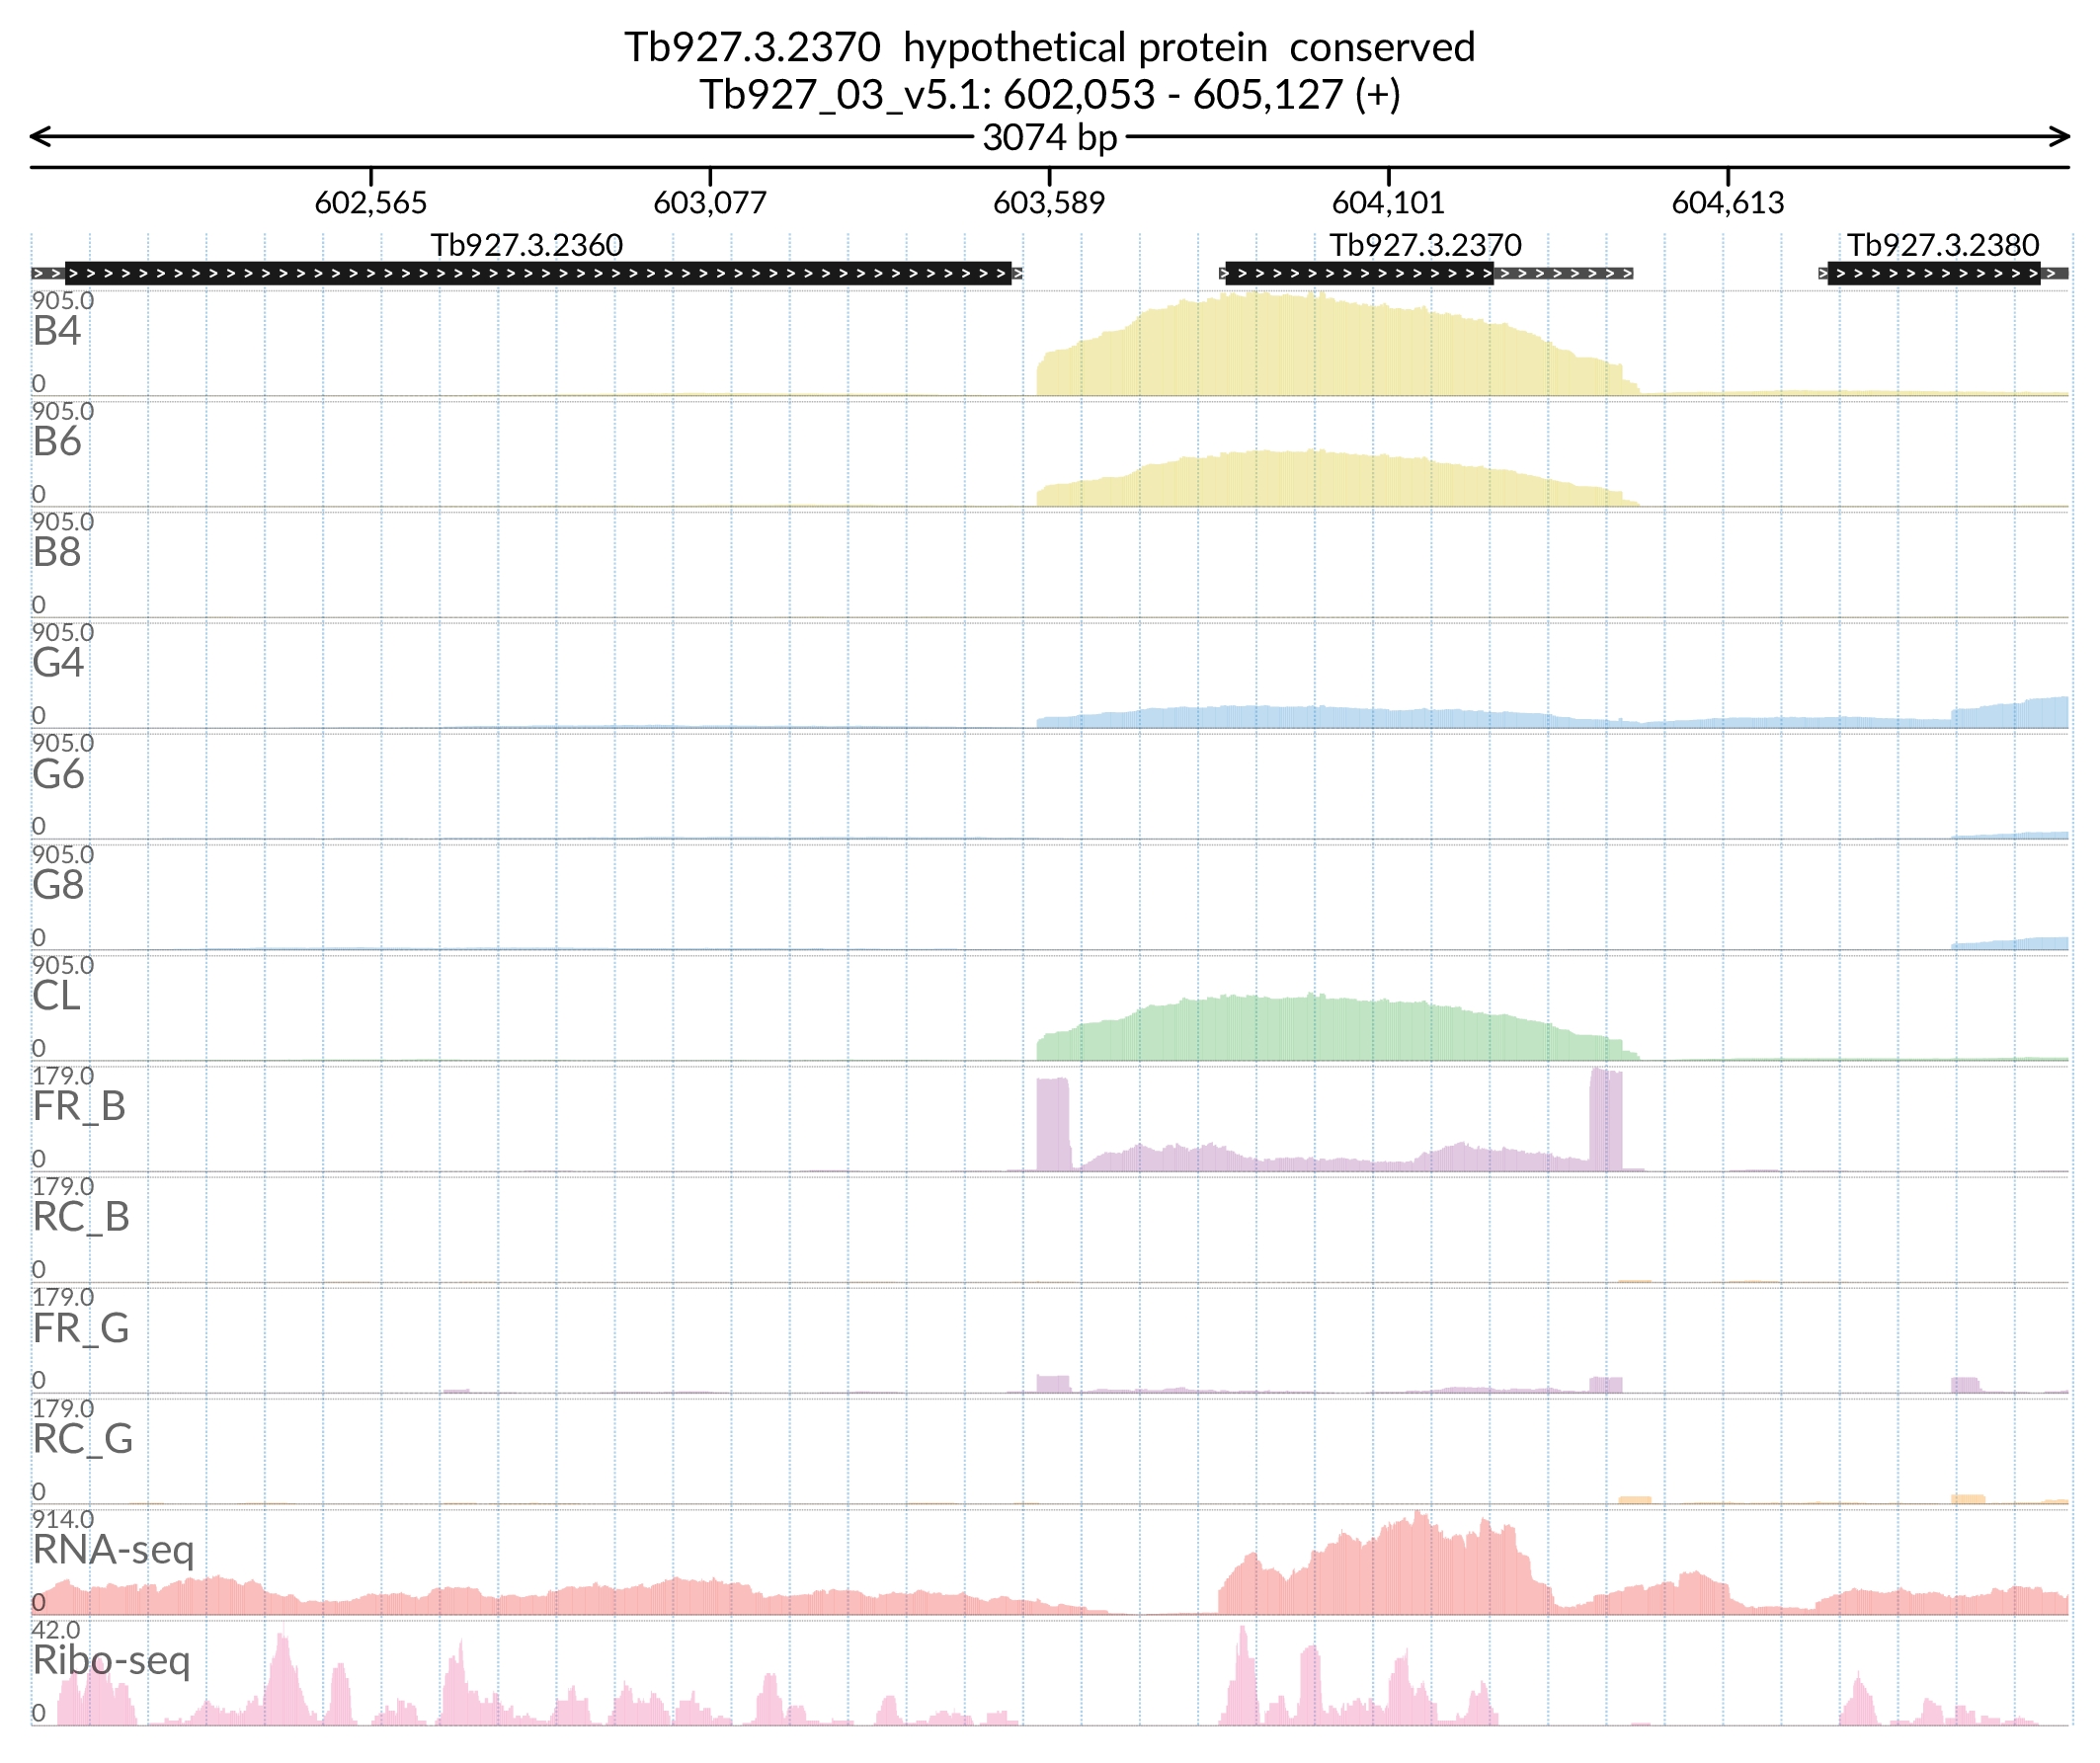 Tb927.3.2370  hypothetical protein  conserved
Tb927_03_v5.1: 602,053 - 605,127 (+)
3074 bp
602,565 603,077 603,589 604,101 604,613
Tb927.3.2360 Tb927.3.2370 Tb927.3.2380
905.0
B4
0
905.0
B6
0
905.0
B8
0
905.0
G4
0
905.0
G6
0
905.0
G8
0
905.0
CL
0
179.0
FR_B
0
179.0
RC_B
0
179.0
FR_G
0
179.0
RC_G
0
914.0
RNA-seq
0
42.0
Ribo-seq
0